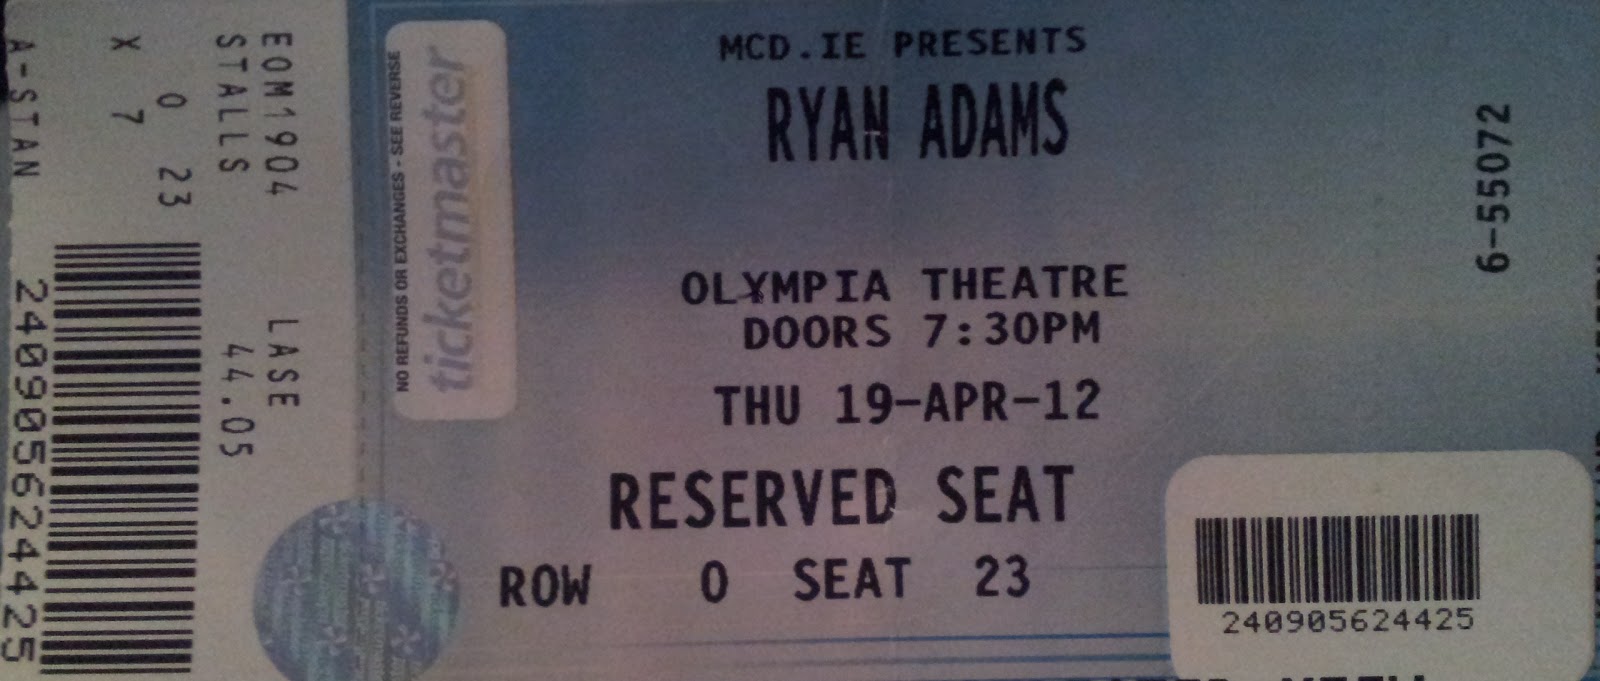 MCD.IE PRESENTS
RYAN ADAMS
OLYMPIA THEATRE
DOORS 7:30PM
THU 19-APR-12
RESERVED SEAT
ROW O SEAT 23
6-55072
240905624425
ticketmaster
NO REFUNDS OR EXCHANGES - SEE REVERSE
EOM1904 LASE
STALLS 44.05
O 23
X 7
A-STAN
240905624425